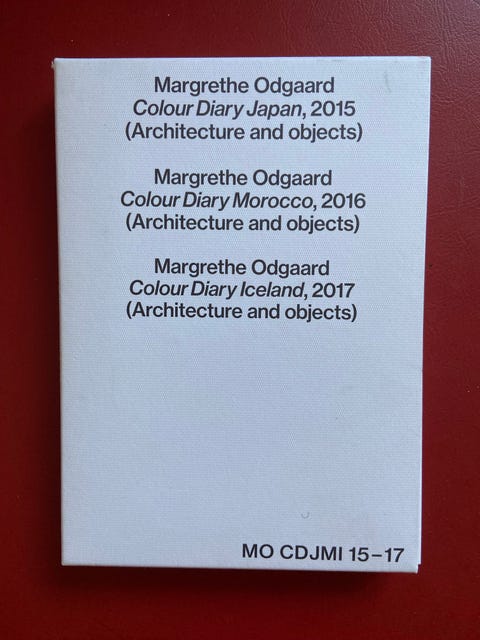 Margrethe Odgaard
Colour Diary Japan, 2015
(Architecture and objects)
Margrethe Odgaard
Colour Diary Morocco, 2016
(Architecture and objects)
Margrethe Odgaard
Colour Diary Iceland, 2017
(Architecture and objects)
MO CDJMI 15–17